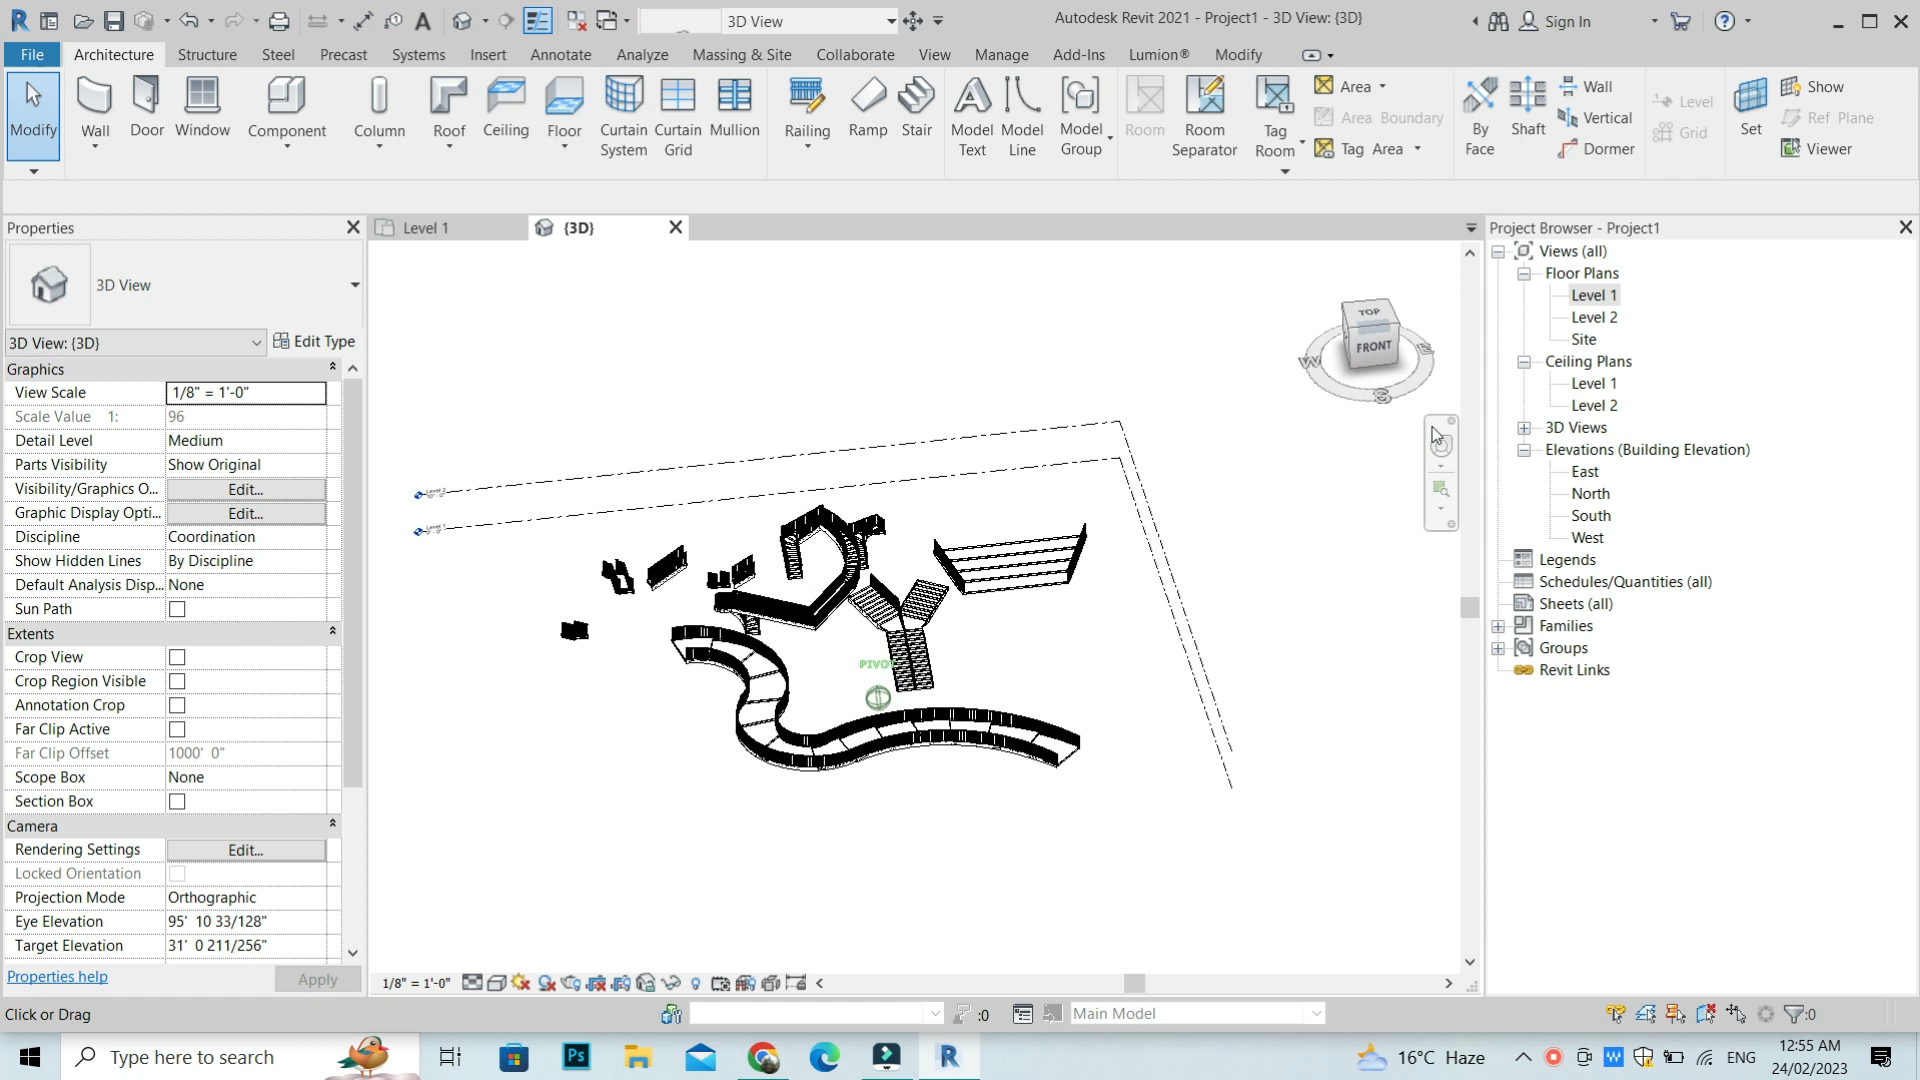 3D View
Autodesk Revit 2021 - Project1 - 3D View: {3D}
Sign In
File
Architecture
Structure
Steel
Precast
Systems
Insert
Annotate
Analyze
Massing & Site
Collaborate
View
Manage
Add-Ins
Lumion®
Modify
Modify
Wall
Door
Window
Component
Column
Roof
Ceiling
Floor
Curtain System
Curtain Grid
Mullion
Railing
Ramp
Stair
Model Text
Model Line
Model Group
Room
Room Separator
Tag Room
Area
Area Boundary
Tag Area
By Face
Shaft
Wall
Vertical
Dormer
Level
Grid
Set
Show
Ref Plane
Viewer
Properties
Level 1
{3D}
Project Browser - Project1
3D View
3D View: {3D}
Edit Type
Graphics
View Scale 1/8" = 1'-0"
Scale Value 1: 96
Detail Level Medium
Parts Visibility Show Original
Visibility/Graphics O... Edit...
Graphic Display Opti... Edit...
Discipline Coordination
Show Hidden Lines By Discipline
Default Analysis Disp... None
Sun Path
Extents
Crop View
Crop Region Visible
Annotation Crop
Far Clip Active
Far Clip Offset 1000' 0"
Scope Box None
Section Box
Camera
Rendering Settings Edit...
Locked Orientation
Projection Mode Orthographic
Eye Elevation 95' 10 33/128"
Target Elevation 31' 0 211/256"
Properties help
Apply
TOP
FRONT
W
E
S
Level 2
Level 1
PIVOT
Views (all)
Floor Plans
Level 1
Level 2
Site
Ceiling Plans
Level 1
Level 2
3D Views
Elevations (Building Elevation)
East
North
South
West
Legends
Schedules/Quantities (all)
Sheets (all)
Families
Groups
Revit Links
1/8" = 1'-0"
Click or Drag
:0
Main Model
:0
Type here to search
Ps
R
16°C Haze
ENG
12:55 AM
24/02/2023